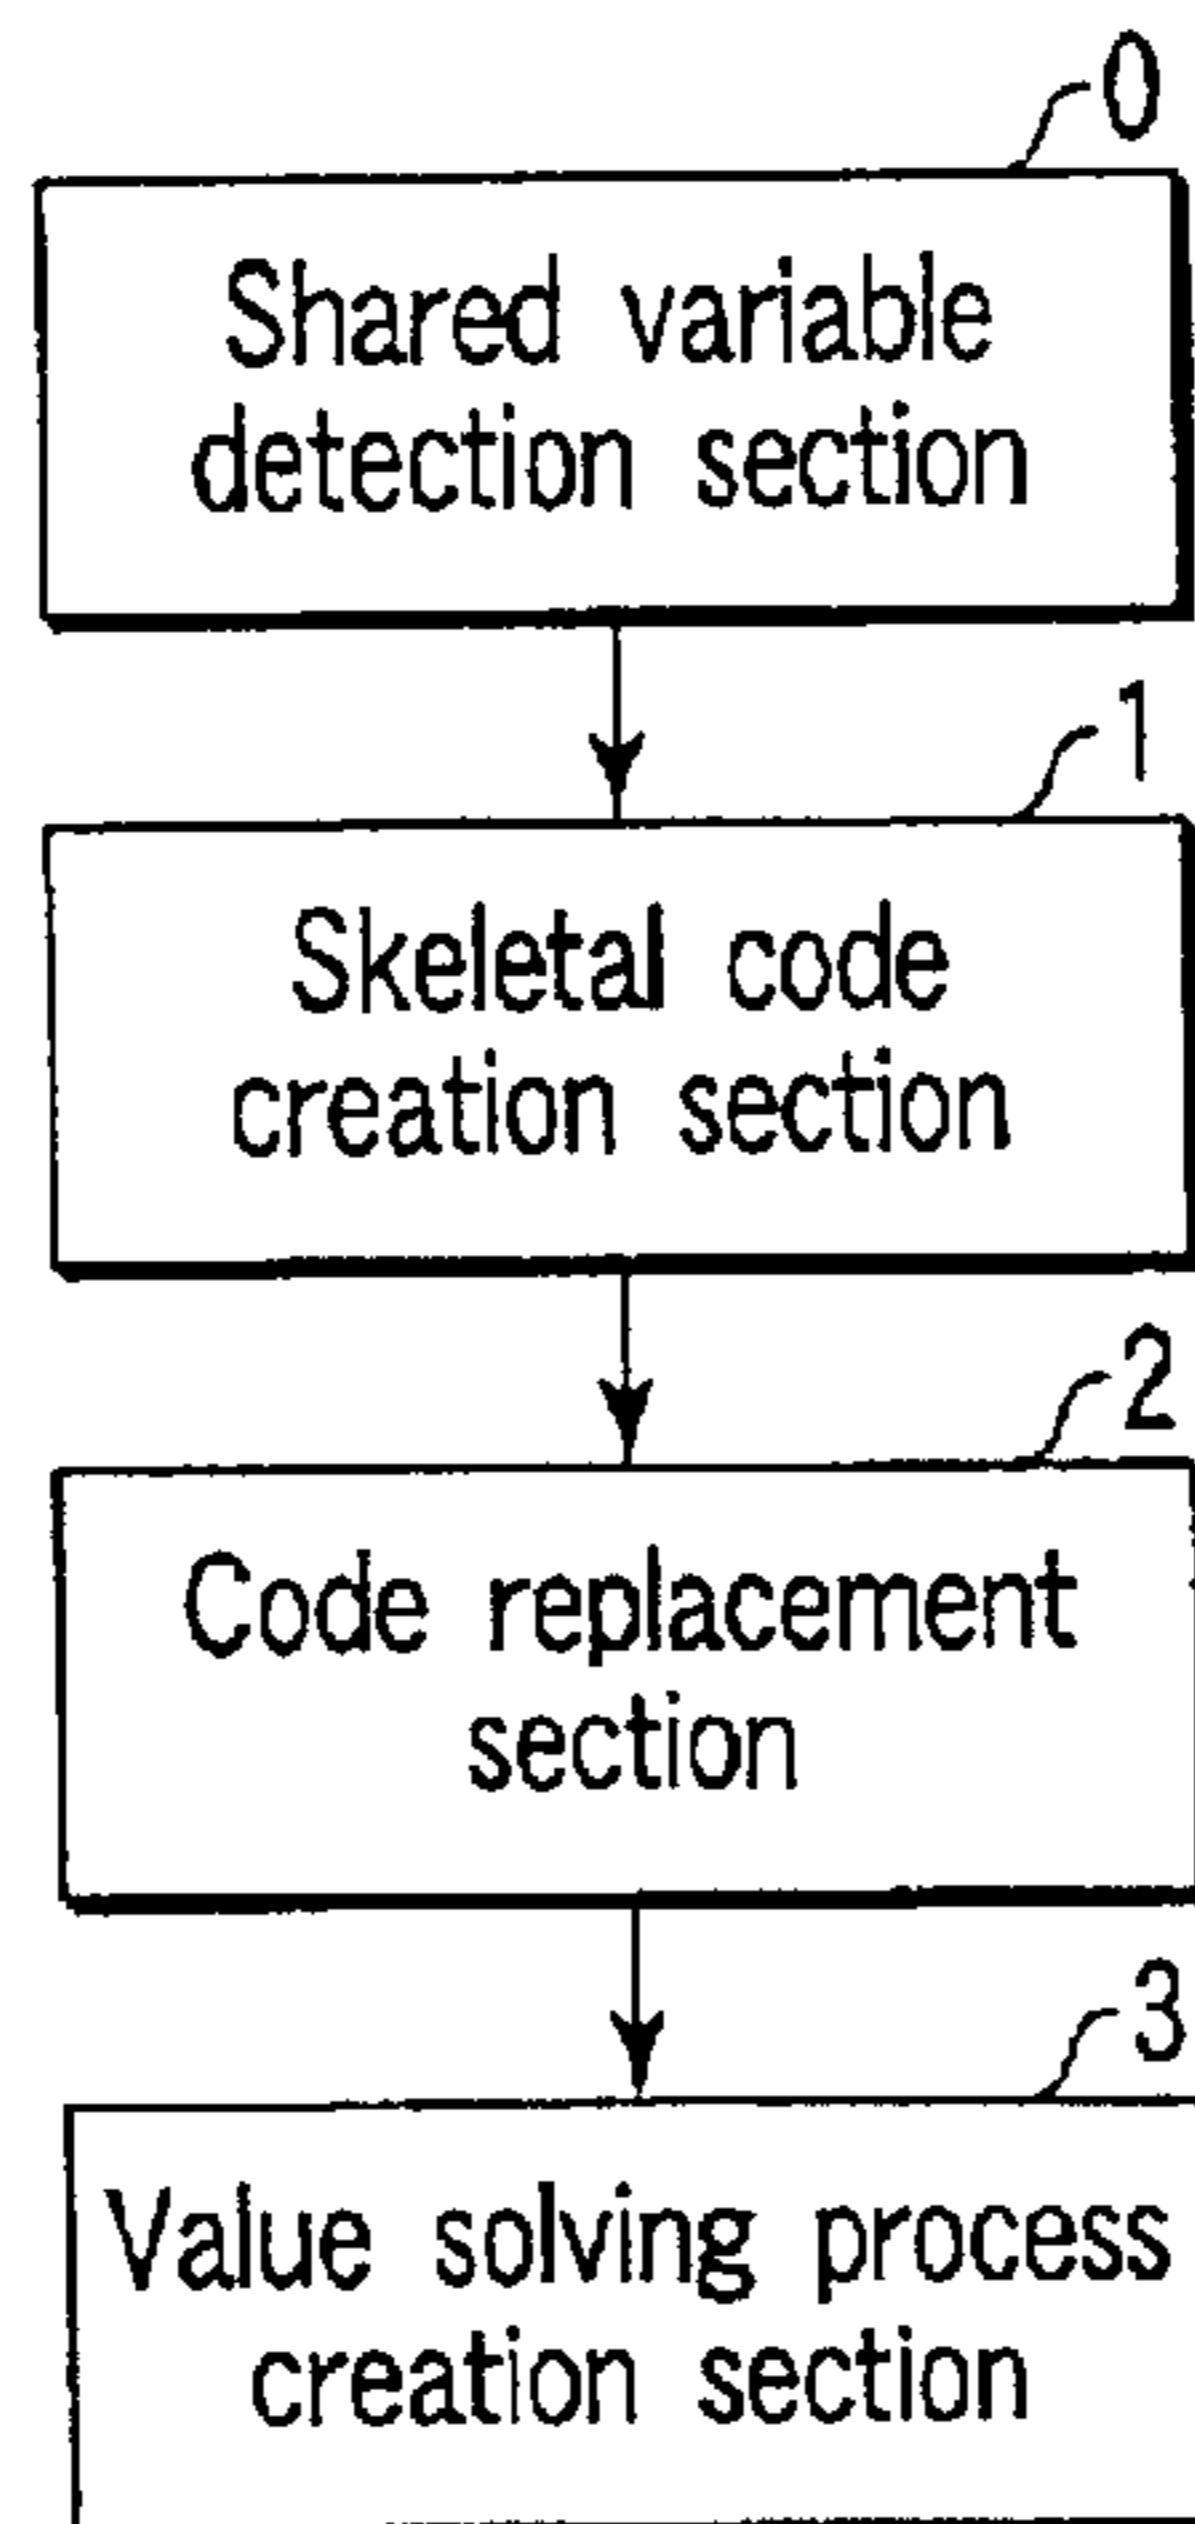 0
Shared variable
detection section
1
Skeletal code
creation section
2
Code replacement
section
3
Value solving process
creation section